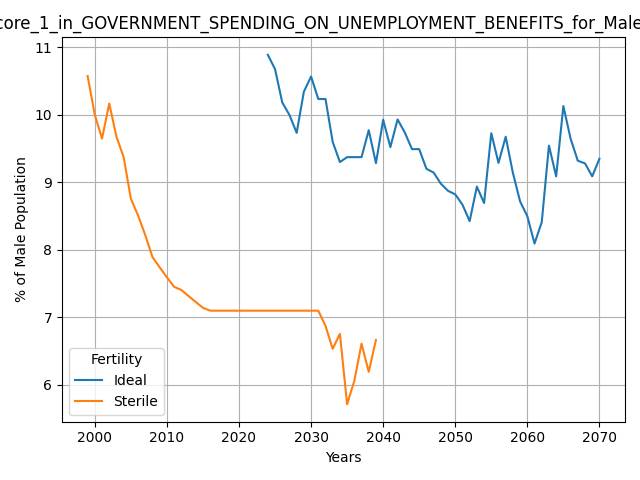 core_1_in_GOVERNMENT_SPENDING_ON_UNEMPLOYMENT_BENEFITS_for_Male
% of Male Population
11
10
9
8
7
6
Fertility
Ideal
Sterile
2000 2010 2020 2030 2040 2050 2060 2070
Years